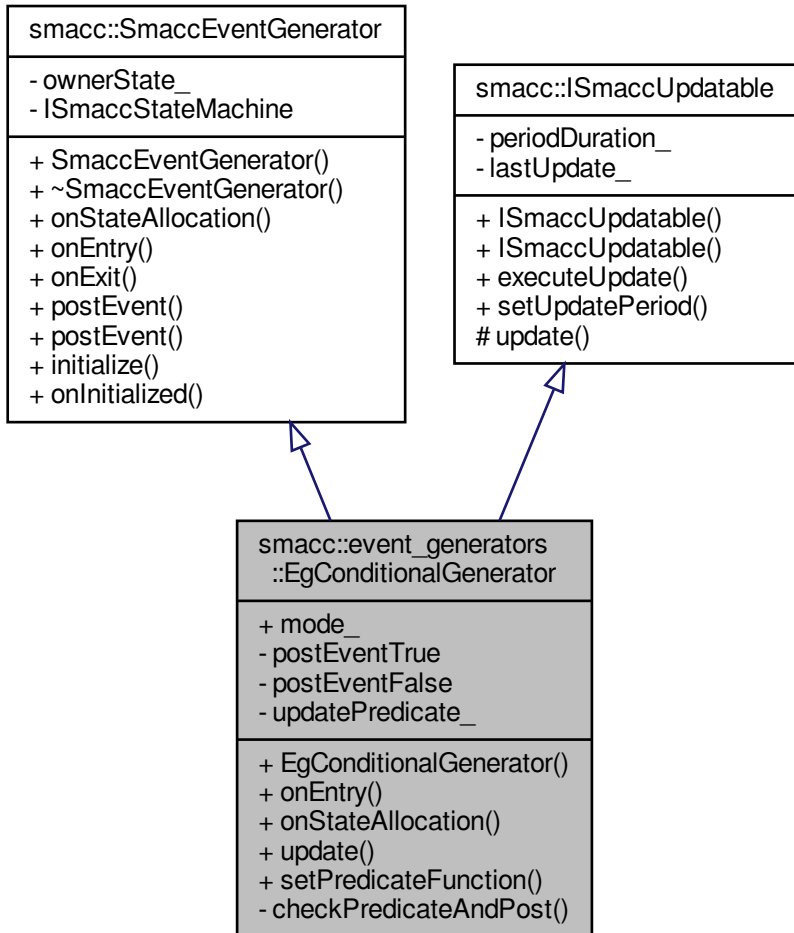 smacc::SmaccEventGenerator
- ownerState_
- ISmaccStateMachine
+ SmaccEventGenerator()
+ ~SmaccEventGenerator()
+ onStateAllocation()
+ onEntry()
+ onExit()
+ postEvent()
+ postEvent()
+ initialize()
+ onInitialized()
smacc::ISmaccUpdatable
- periodDuration_
- lastUpdate_
+ ISmaccUpdatable()
+ ISmaccUpdatable()
+ executeUpdate()
+ setUpdatePeriod()
# update()
smacc::event_generators
::EgConditionalGenerator
+ mode_
- postEventTrue
- postEventFalse
- updatePredicate_
+ EgConditionalGenerator()
+ onEntry()
+ onStateAllocation()
+ update()
+ setPredicateFunction()
- checkPredicateAndPost()